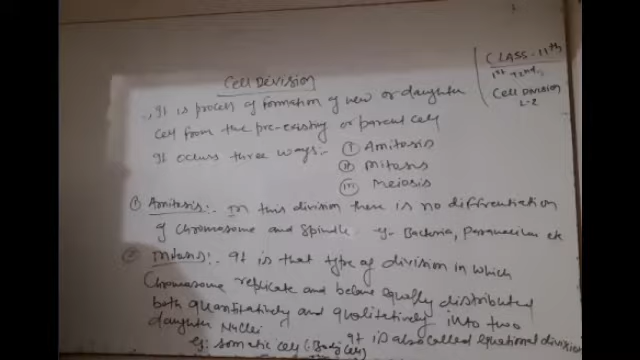 CLASS-11th
1st 72nd,
Cell Division
L-2
Cell Division
It is process of formation of new or daughter
cell from the pre-existing or parent cell
It occurs three ways:- (I) Amitosis
(II) Mitosis
(III) Meiosis
(1) Amitosis:- In this division there is no differentiation
of chromosome and spindle eg- Bacteria, Paramecium etc
Mitosis:- It is that type of division in which
Chromosome replicate and become equally distributed
both quantitatively and qualitatively into two
daughter Nuclei
eg: somatic cell (Body cell) It is also called equational division